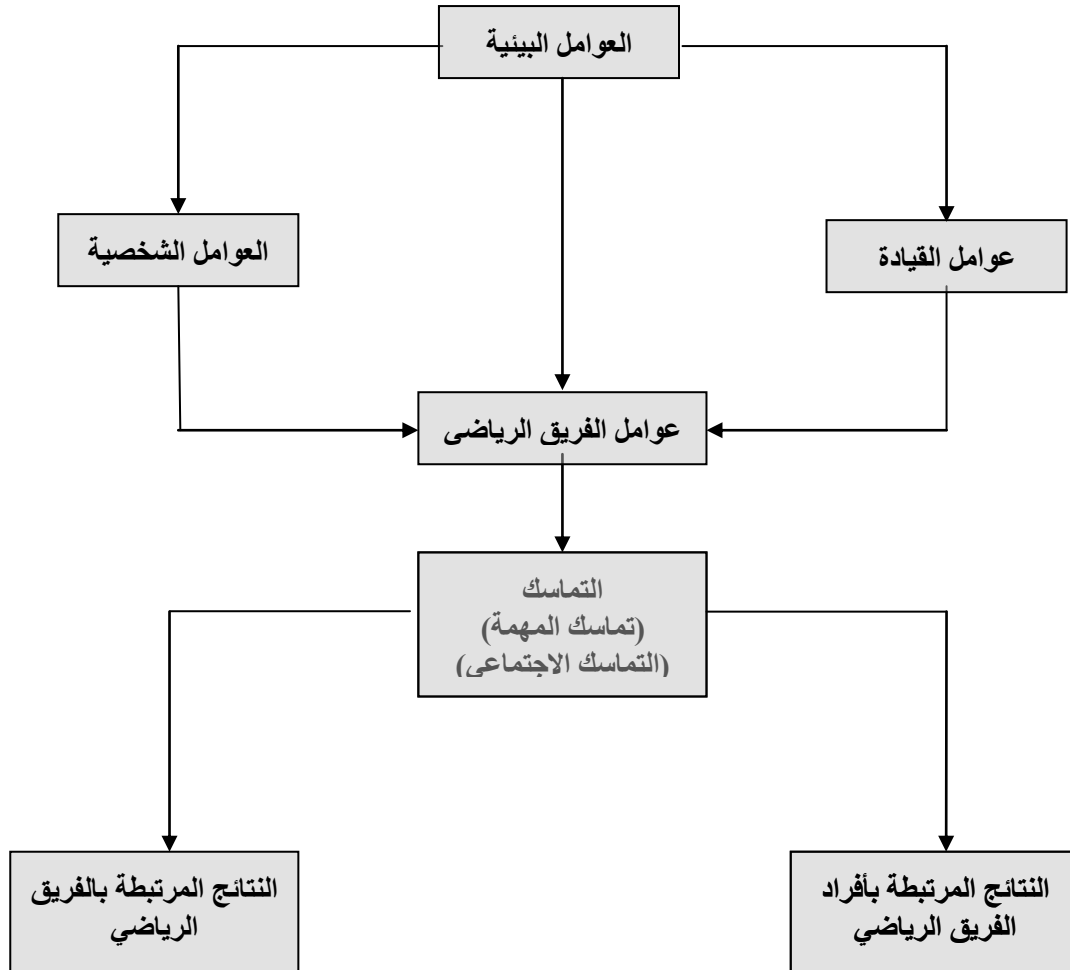 العوامل البيئية
عوامل القيادة
العوامل الشخصية
عوامل الفريق الرياضى
التماسك
(تماسك المهمة)
(التماسك الاجتماعى)
النتائج المرتبطة بأفراد
الفريق الرياضي
النتائج المرتبطة بالفريق
الرياضي